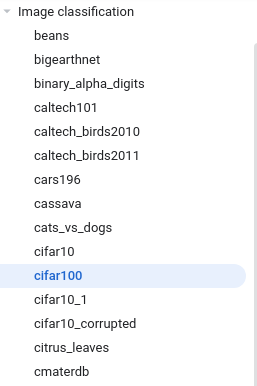 Image classification
beans
bigearthnet
binary_alpha_digits
caltech101
caltech_birds2010
caltech_birds2011
cars196
cassava
cats_vs_dogs
cifar10
cifar100
cifar10_1
cifar10_corrupted
citrus_leaves
cmaterdb